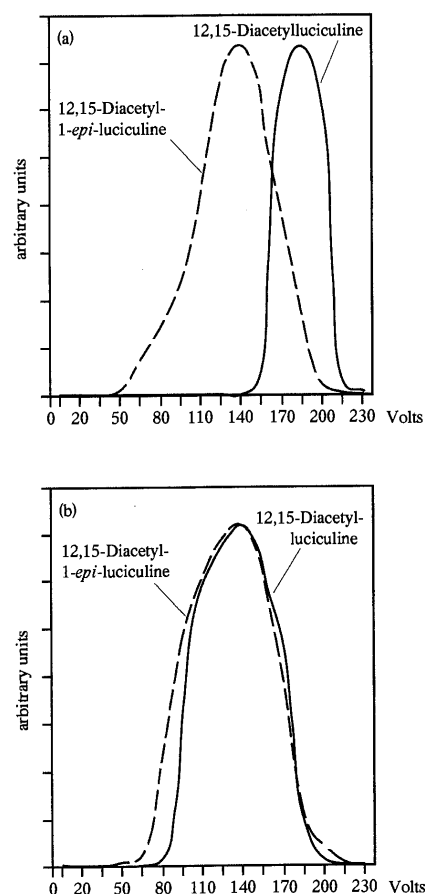 (a)
12,15-Diacetylluciculine
12,15-Diacetyl-
1-epi-luciculine
arbitrary units
0 20 50 80 110 140 170 200 230 Volts
(b)
12,15-Diacetyl-
luciculine
12,15-Diacetyl-
1-epi-luciculine
arbitrary units
0 20 50 80 110 140 170 200 230 Volts